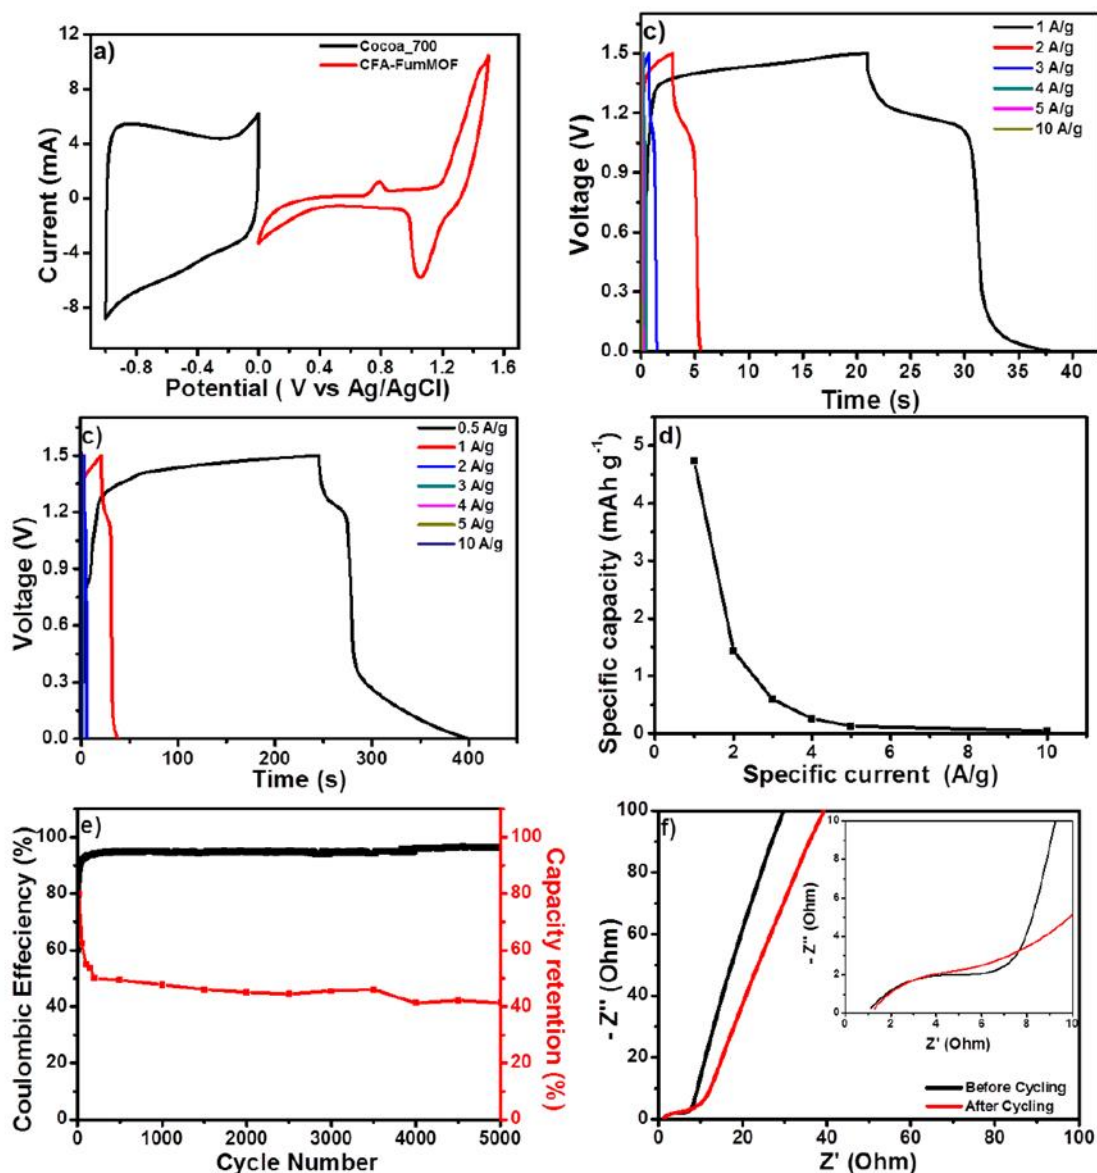 a)
Cocoa_700
CFA-FumMOF
12
8
4
0
-4
-8
Current (mA)
-0.8 -0.4 0.0 0.4 0.8 1.2 1.6
Potential ( V vs Ag/AgCl)
c)
1 A/g
2 A/g
3 A/g
4 A/g
5 A/g
10 A/g
1.5
1.2
0.9
0.6
0.3
0.0
Voltage (V)
0 5 10 15 20 25 30 35 40
Time (s)
c)
0.5 A/g
1 A/g
2 A/g
3 A/g
4 A/g
5 A/g
10 A/g
1.5
1.2
0.9
0.6
0.3
0.0
Voltage (V)
0 100 200 300 400
Time (s)
d)
5
4
3
2
1
0
Specific capacity (mAh g⁻¹)
0 2 4 6 8 10
Specific current (A/g)
e)
100
80
60
40
20
0
Coulombic Effeciency (%)
100
80
60
40
20
0
Capacity retention (%)
0 1000 2000 3000 4000 5000
Cycle Number
f)
100
80
60
40
20
0
- Z'' (Ohm)
0 20 40 60 80 100
Z' (Ohm)
10
8
6
4
2
0
- Z'' (Ohm)
0 2 4 6 8 10
Z' (Ohm)
Before Cycling
After Cycling